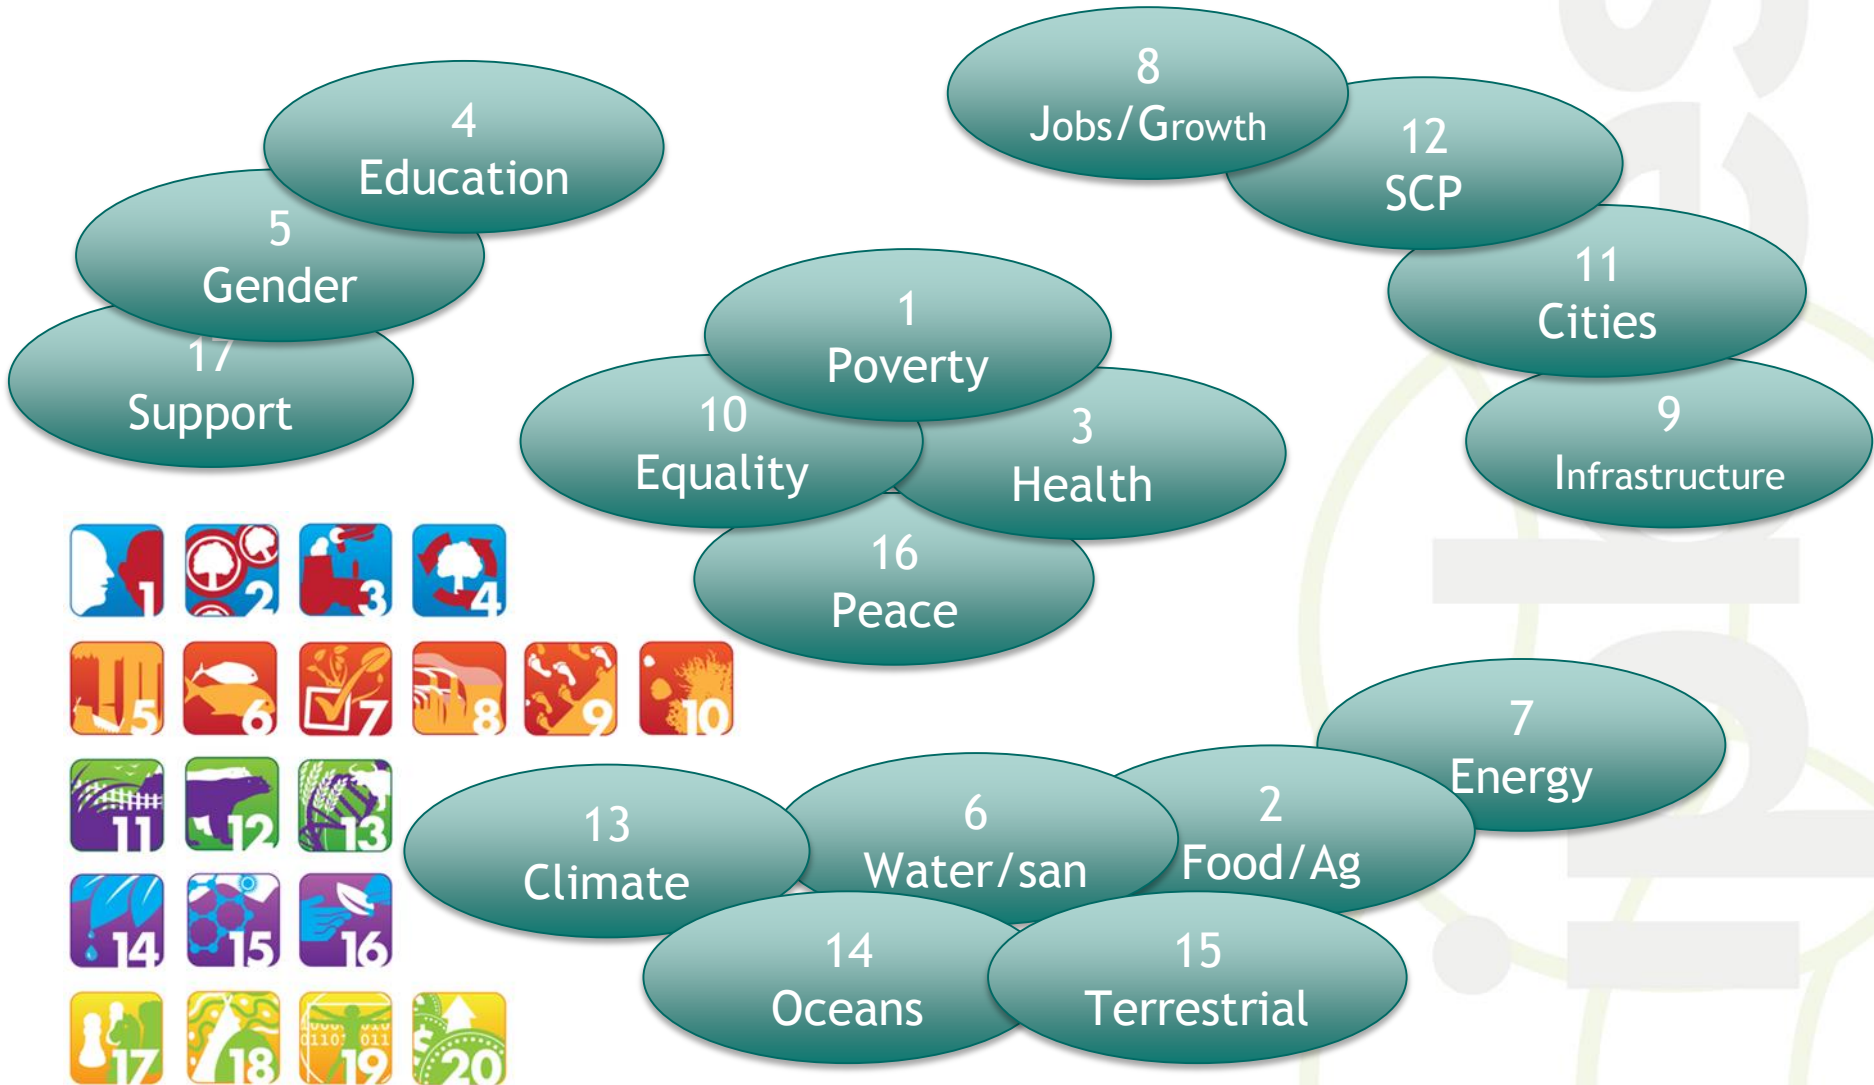 4
Education
5
Gender
17
Support
8
Jobs/Growth
12
SCP
11
Cities
9
Infrastructure
1
Poverty
10
Equality
3
Health
16
Peace
7
Energy
2
Food/Ag
6
Water/san
13
Climate
14
Oceans
15
Terrestrial
1 2 3 4
5 6 7 8 9 10
11 12 13
14 15 16
17 18 19 20